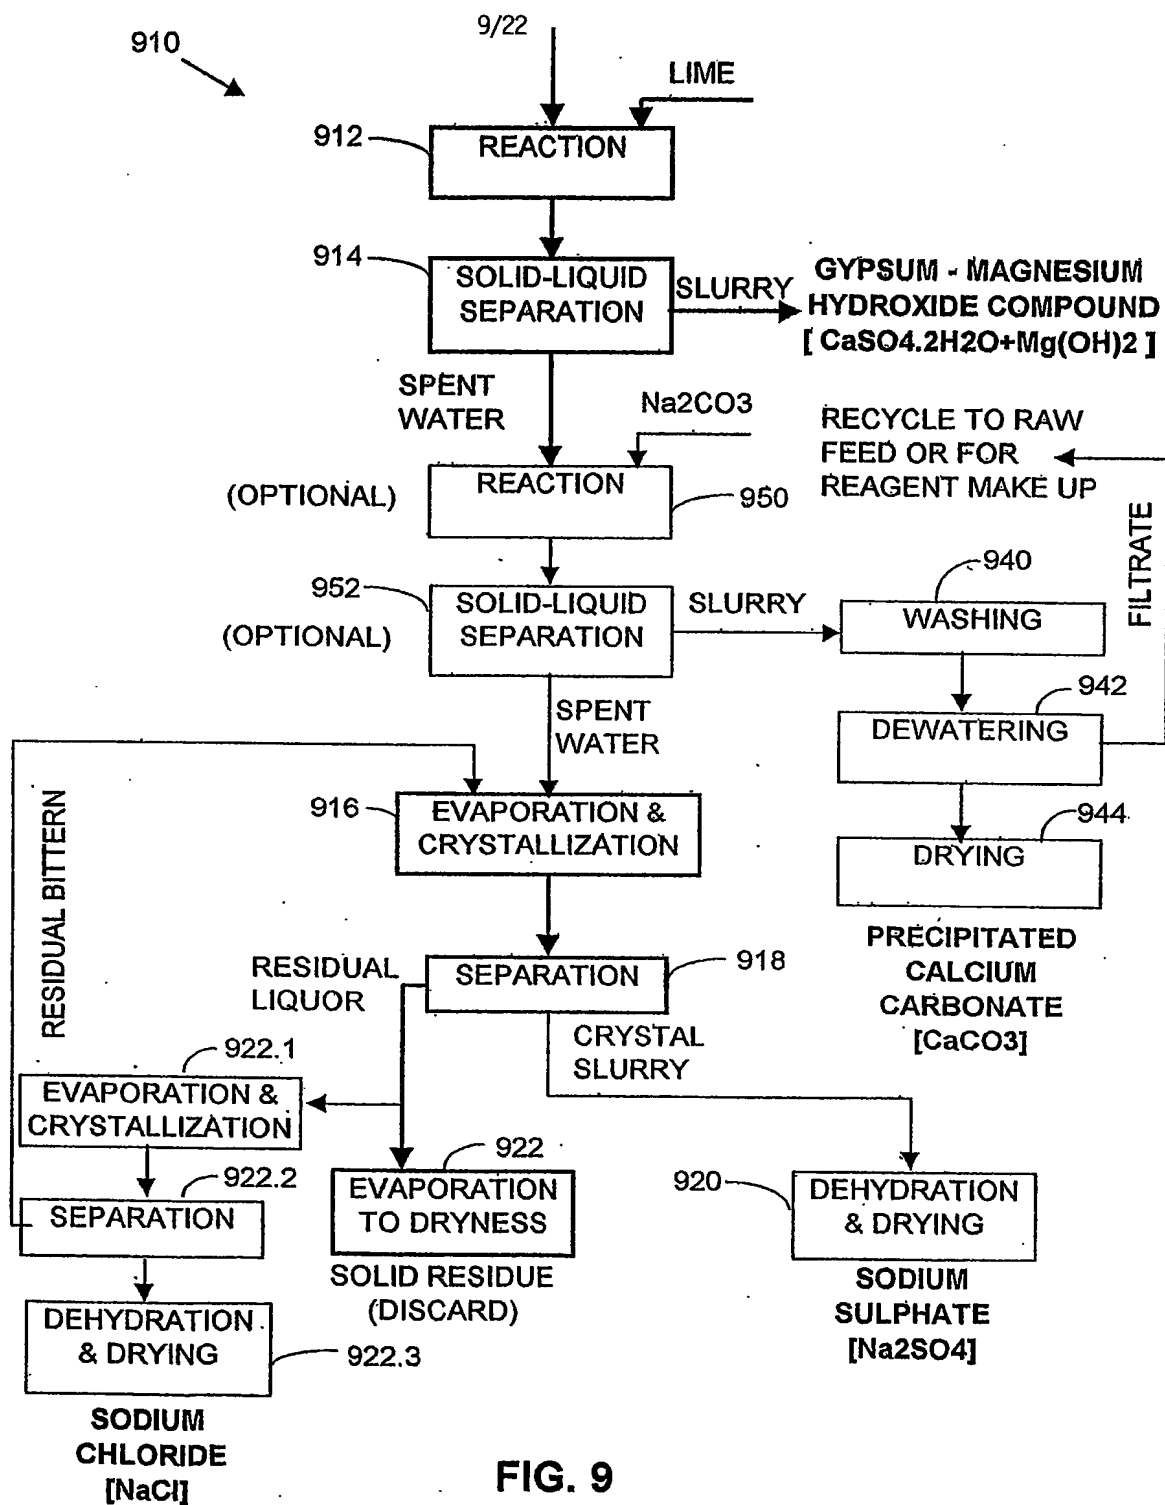 9/22
910
LIME
912
REACTION
914
SOLID-LIQUID
SEPARATION
SLURRY
GYPSUM - MAGNESIUM
HYDROXIDE COMPOUND
[ CaSO4.2H2O+Mg(OH)2 ]
SPENT
WATER
Na2CO3
RECYCLE TO RAW
FEED OR FOR
REAGENT MAKE UP
(OPTIONAL)
REACTION
950
FILTRATE
952
SOLID-LIQUID
SEPARATION
(OPTIONAL)
SLURRY
940
WASHING
942
DEWATERING
SPENT
WATER
916
EVAPORATION &
CRYSTALLIZATION
944
DRYING
PRECIPITATED
CALCIUM
CARBONATE
[CaCO3]
RESIDUAL BITTERN
RESIDUAL
LIQUOR
SEPARATION
918
CRYSTAL
SLURRY
922.1
EVAPORATION &
CRYSTALLIZATION
922.2
SEPARATION
922
EVAPORATION
TO DRYNESS
SOLID RESIDUE
(DISCARD)
920
DEHYDRATION
& DRYING
SODIUM
SULPHATE
[Na2SO4]
DEHYDRATION
& DRYING
922.3
SODIUM
CHLORIDE
[NaCl]
FIG. 9